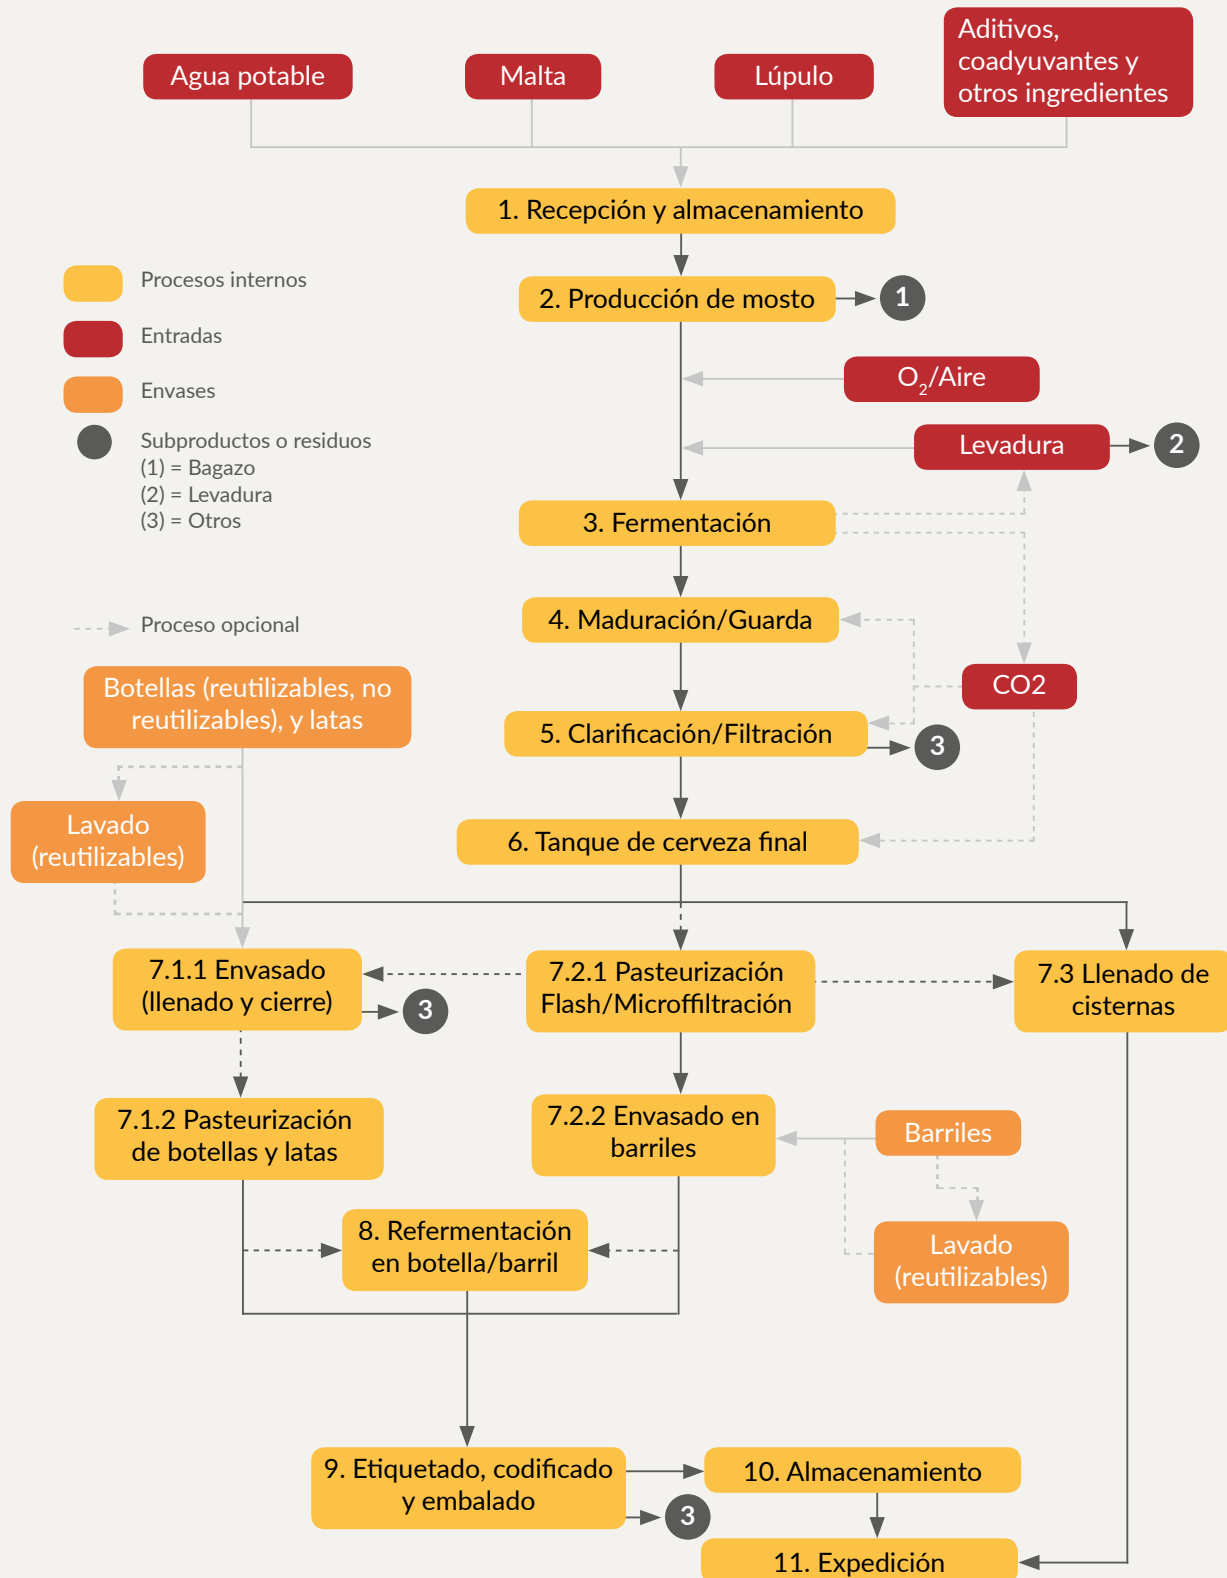 Agua potable
Malta
Lúpulo
Aditivos,
coadyuvantes y
otros ingredientes
1. Recepción y almacenamiento
Procesos internos
2. Producción de mosto
1
Entradas
O2/Aire
Envases
Subproductos o residuos
(1) = Bagazo
(2) = Levadura
(3) = Otros
Levadura
2
3. Fermentación
4. Maduración/Guarda
Proceso opcional
Botellas (reutilizables, no
reutilizables), y latas
CO2
5. Clarificación/Filtración
3
Lavado
(reutilizables)
6. Tanque de cerveza final
7.1.1 Envasado
(llenado y cierre)
3
7.2.1 Pasteurización
Flash/Microffiltración
7.3 Llenado de
cisternas
7.1.2 Pasteurización
de botellas y latas
7.2.2 Envasado en
barriles
Barriles
8. Refermentación
en botella/barril
Lavado
(reutilizables)
9. Etiquetado, codificado
y embalado
10. Almacenamiento
3
11. Expedición